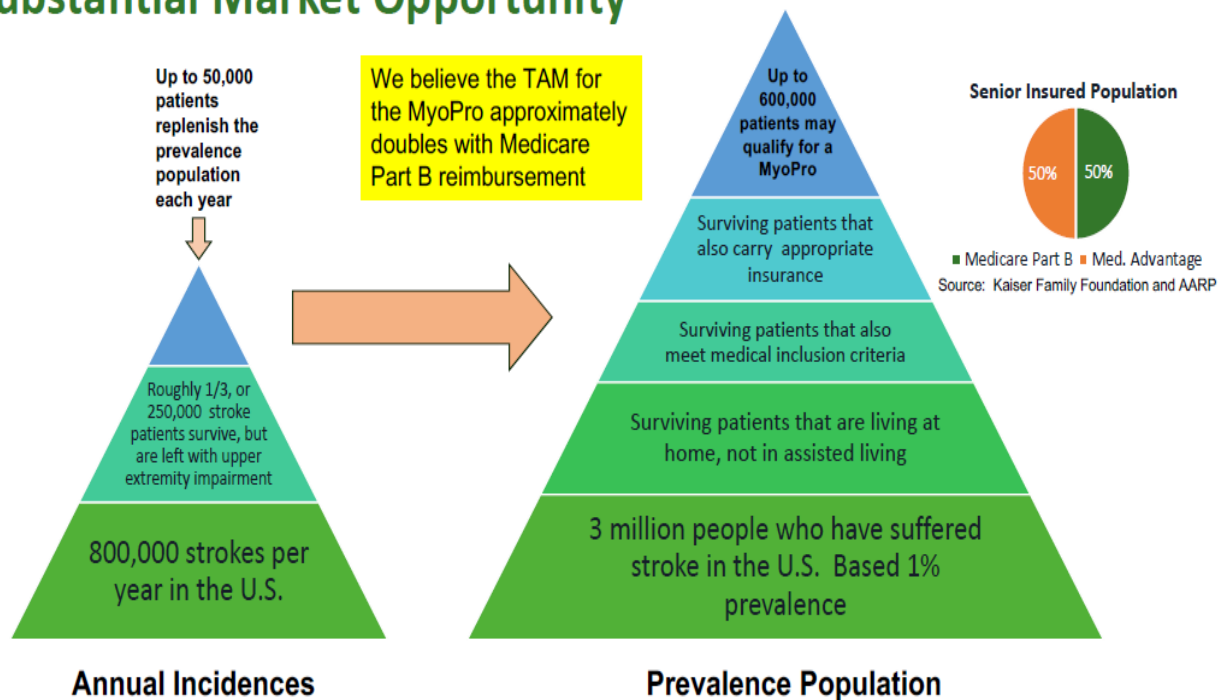 Substantial Market Opportunity
Up to 50,000
patients
replenish the
prevalence
population
each year
We believe the TAM for
the MyoPro approximately
doubles with Medicare
Part B reimbursement
Up to
600,000
patients may
qualify for a
MyoPro
Surviving patients that
also carry appropriate
insurance
Surviving patients that also
meet medical inclusion criteria
Surviving patients that are living at
home, not in assisted living
3 million people who have suffered
stroke in the U.S. Based 1%
prevalence
Prevalence Population
Senior Insured Population
50%
50%
Medicare Part B Med. Advantage
Source: Kaiser Family Foundation and AARP
Roughly 1/3, or
250,000 stroke
patients survive, but
are left with upper
extremity impairment
800,000 strokes per
year in the U.S.
Annual Incidences